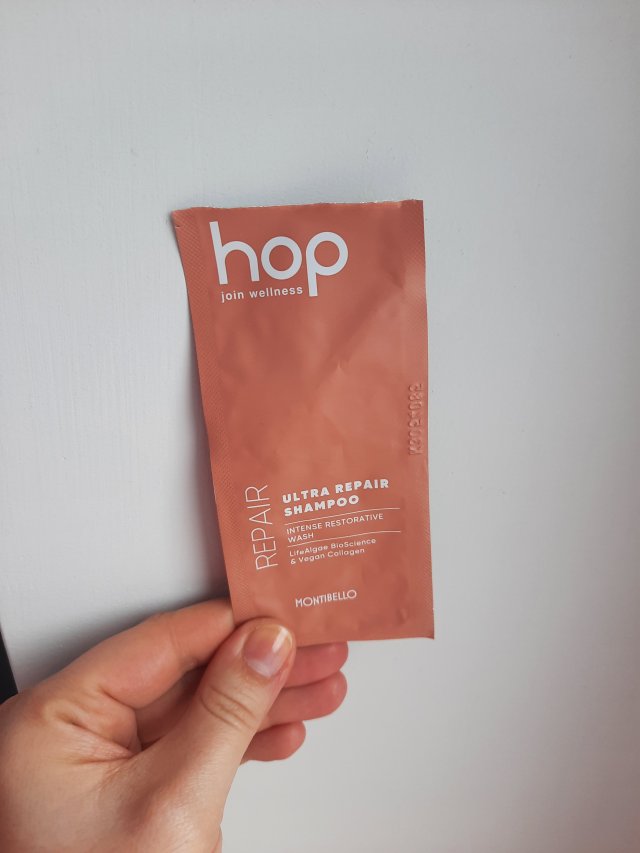 hop
join wellness
REPAIR
ULTRA REPAIR
SHAMPOO
INTENSE RESTORATIVE
WASH
LifeAlgae BioScience
& Vegan Collagen
MONTIBELLO